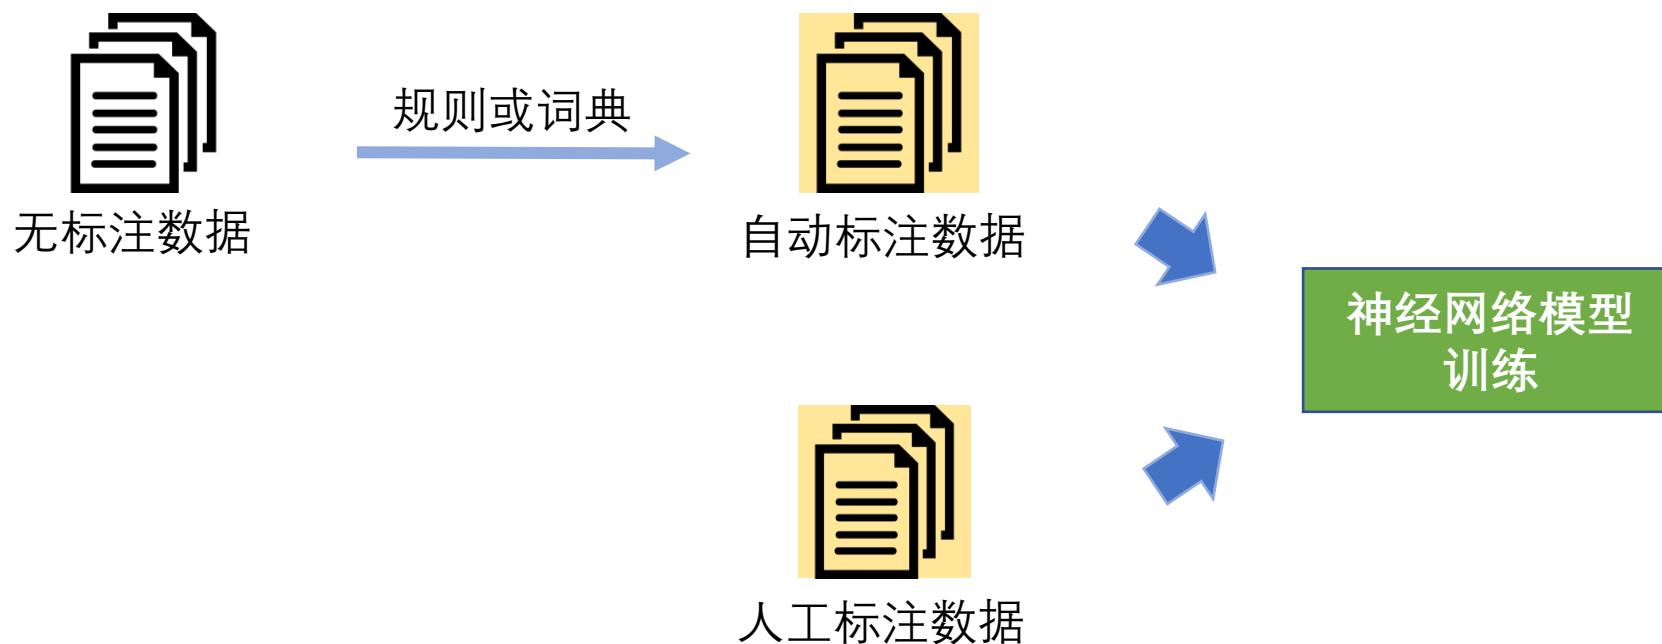 规则或词典
无标注数据
自动标注数据
神经网络模型
训练
人工标注数据